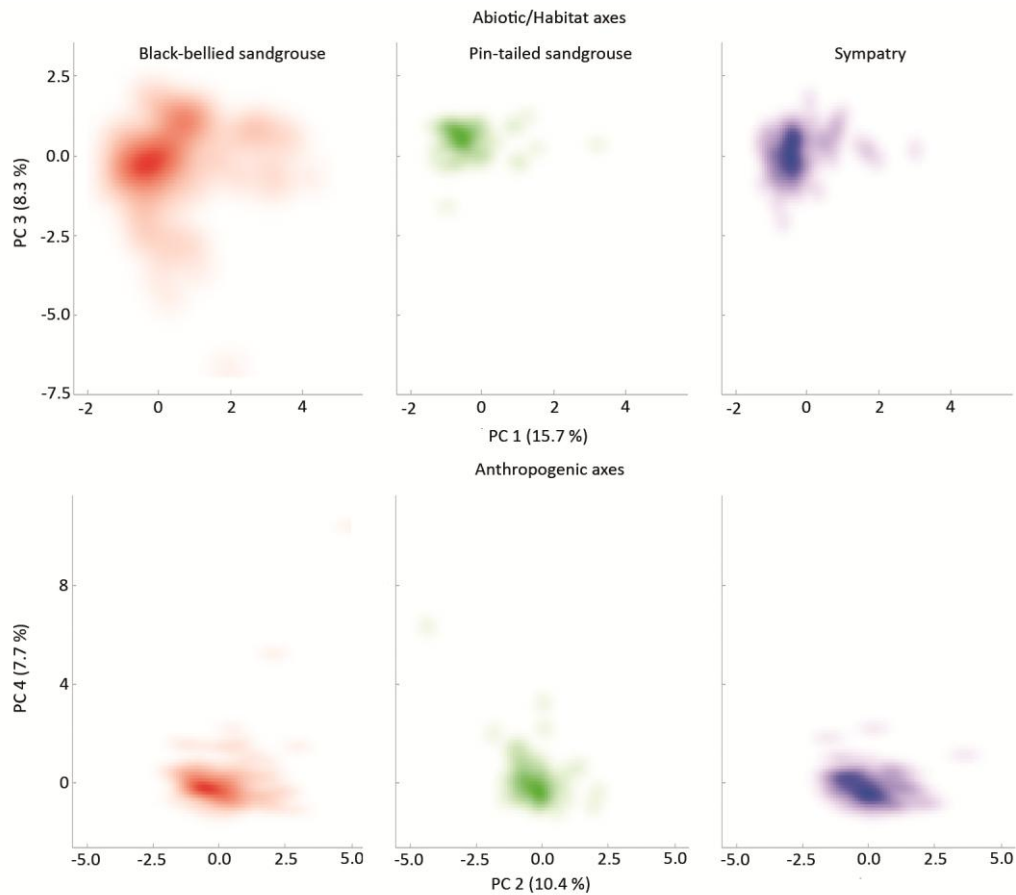 Abiotic/Habitat axes
Black-bellied sandgrouse
Pin-tailed sandgrouse
Sympatry
PC 3 (8.3 %)
2.5
0.0
-2.5
-5.0
-7.5
-2 0 2 4
-2 0 2 4
-2 0 2 4
PC 1 (15.7 %)
Anthropogenic axes
PC 4 (7.7 %)
8
4
0
-5.0 -2.5 0.0 2.5 5.0
-5.0 -2.5 0.0 2.5 5.0
-5.0 -2.5 0.0 2.5 5.0
PC 2 (10.4 %)